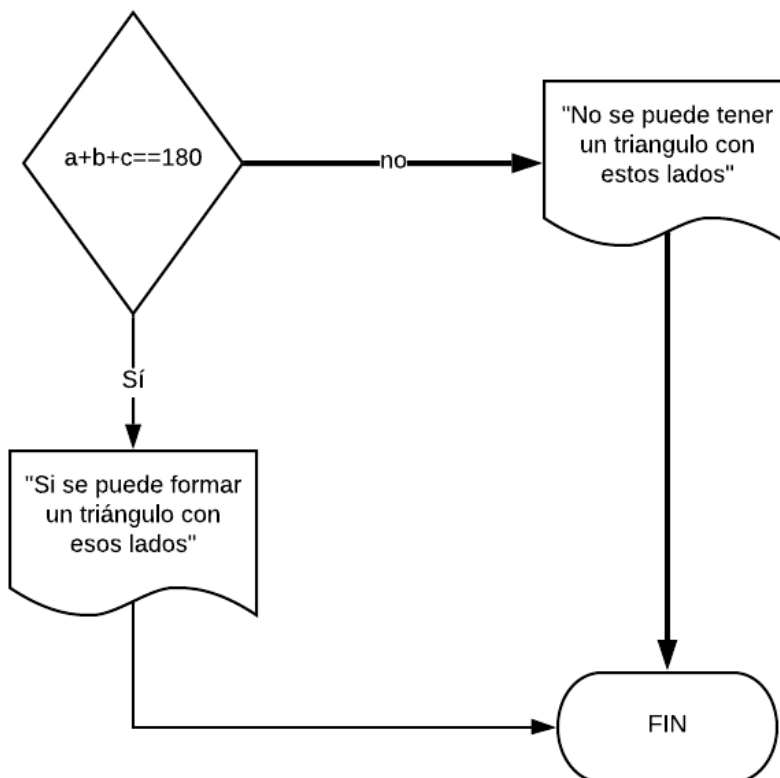 a+b+c==180
no
"No se puede tener
un triangulo con
estos lados"
Sí
"Si se puede formar
un triángulo con
esos lados"
FIN